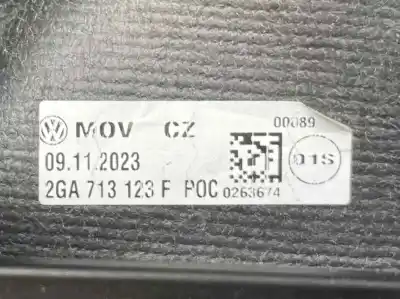 MOV CZ 00089
09.11.2023 01S
2GA 713 123 F POC 0263674